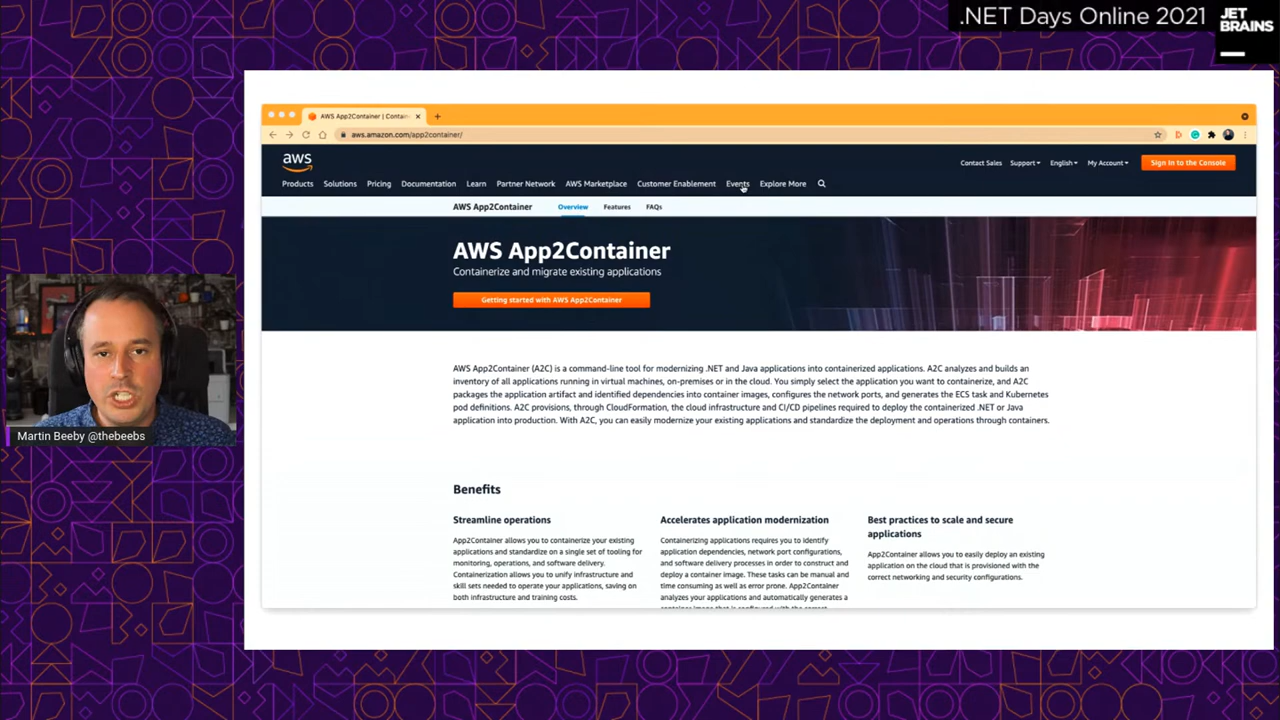 .NET Days Online 2021
JET
BRAINS
AWS App2Container | Contain
aws.amazon.com/app2container/
aws
Contact Sales Support English My Account Sign In to the Console
Products Solutions Pricing Documentation Learn Partner Network AWS Marketplace Customer Enablement Events Explore More
AWS App2Container Overview Features FAQs
AWS App2Container
Containerize and migrate existing applications
Getting started with AWS App2Container
AWS App2Container (A2C) is a command-line tool for modernizing .NET and Java applications into containerized applications. A2C analyzes and builds an
inventory of all applications running in virtual machines, on-premises or in the cloud. You simply select the application you want to containerize, and A2C
packages the application artifact and identified dependencies into container images, configures the network ports, and generates the ECS task and Kubernetes
pod definitions. A2C provisions, through CloudFormation, the cloud infrastructure and CI/CD pipelines required to deploy the containerized .NET or Java
application into production. With A2C, you can easily modernize your existing applications and standardize the deployment and operations through containers.
Martin Beeby @thebeebs
Benefits
Streamline operations
App2Container allows you to containerize your existing
applications and standardize on a single set of tooling for
monitoring, operations, and software delivery.
Containerization allows you to unify infrastructure and
skill sets needed to operate your applications, saving on
both infrastructure and training costs.
Accelerates application modernization
Containerizing applications requires you to identify
application dependencies, network port configurations,
and software delivery processes in order to construct and
deploy a container image. These tasks can be manual and
time consuming as well as error prone. App2Container
analyzes your applications and automatically generates a
container image that is configured with the correct
Best practices to scale and secure
applications
App2Container allows you to easily deploy an existing
application on the cloud that is provisioned with the
correct networking and security configurations.